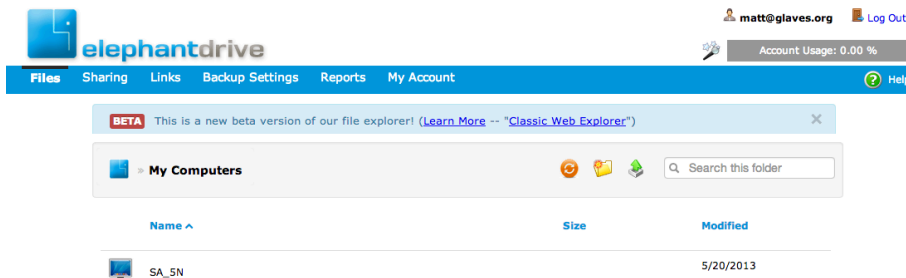 matt@glaves.org Log Out
elephantdrive
Account Usage: 0.00 %
Files Sharing Links Backup Settings Reports My Account Help
BETA This is a new beta version of our file explorer! (Learn More -- "Classic Web Explorer") ×
» My Computers Search this folder
Name Size Modified
SA_5N 5/20/2013